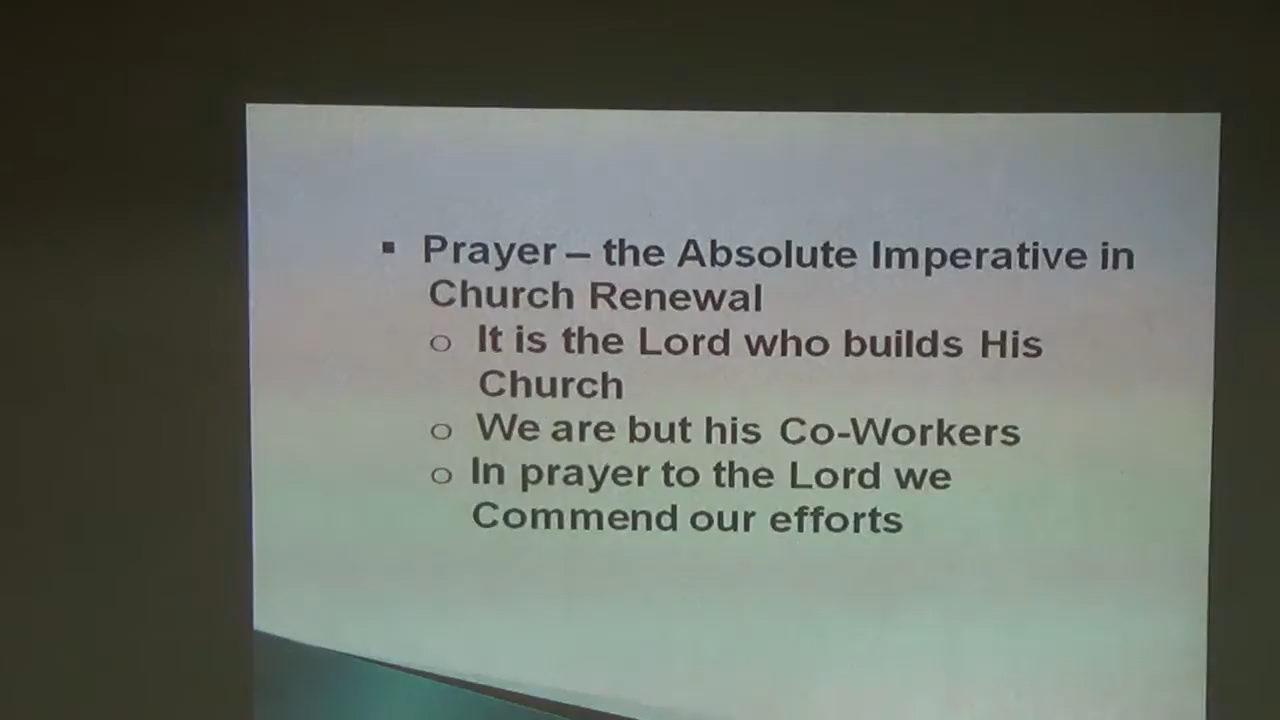 ▪ Prayer – the Absolute Imperative in
Church Renewal
o It is the Lord who builds His
Church
o We are but his Co-Workers
o In prayer to the Lord we
Commend our efforts